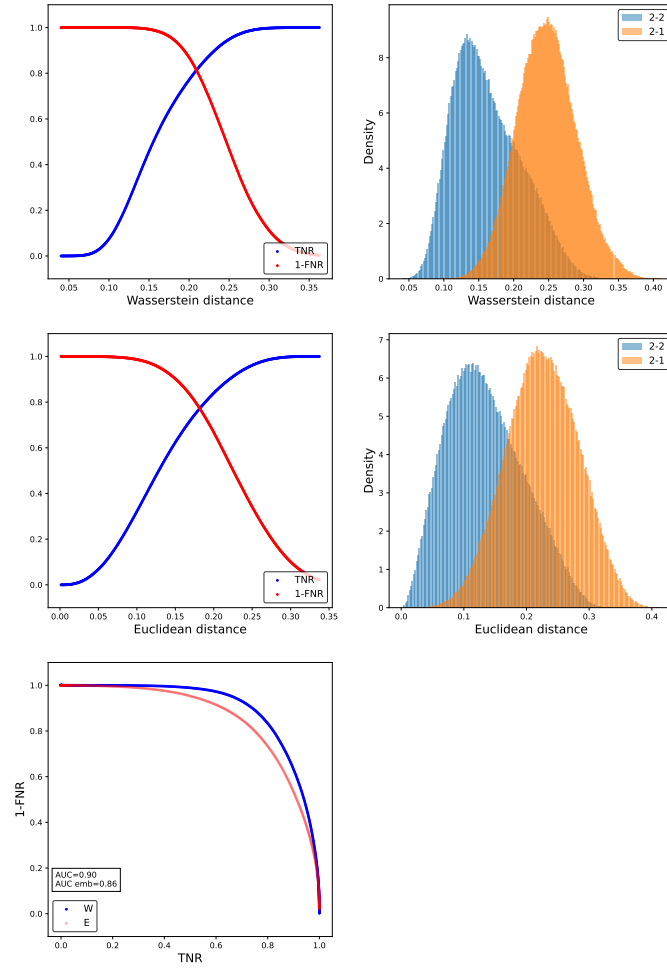 1.0
0.8
0.6
0.4
0.2
0.0
0.05 0.10 0.15 0.20 0.25 0.30 0.35
Wasserstein distance
TNR
1-FNR
Density
8
6
4
2
0
0.05 0.10 0.15 0.20 0.25 0.30 0.35 0.40
Wasserstein distance
2-2
2-1
1.0
0.8
0.6
0.4
0.2
0.0
0.00 0.05 0.10 0.15 0.20 0.25 0.30 0.35
Euclidean distance
TNR
1-FNR
Density
7
6
5
4
3
2
1
0
0.0 0.1 0.2 0.3 0.4
Euclidean distance
2-2
2-1
1-FNR
1.0
0.8
0.6
0.4
0.2
0.0
AUC=0.90
AUC emb=0.86
W
E
0.0 0.2 0.4 0.6 0.8 1.0
TNR